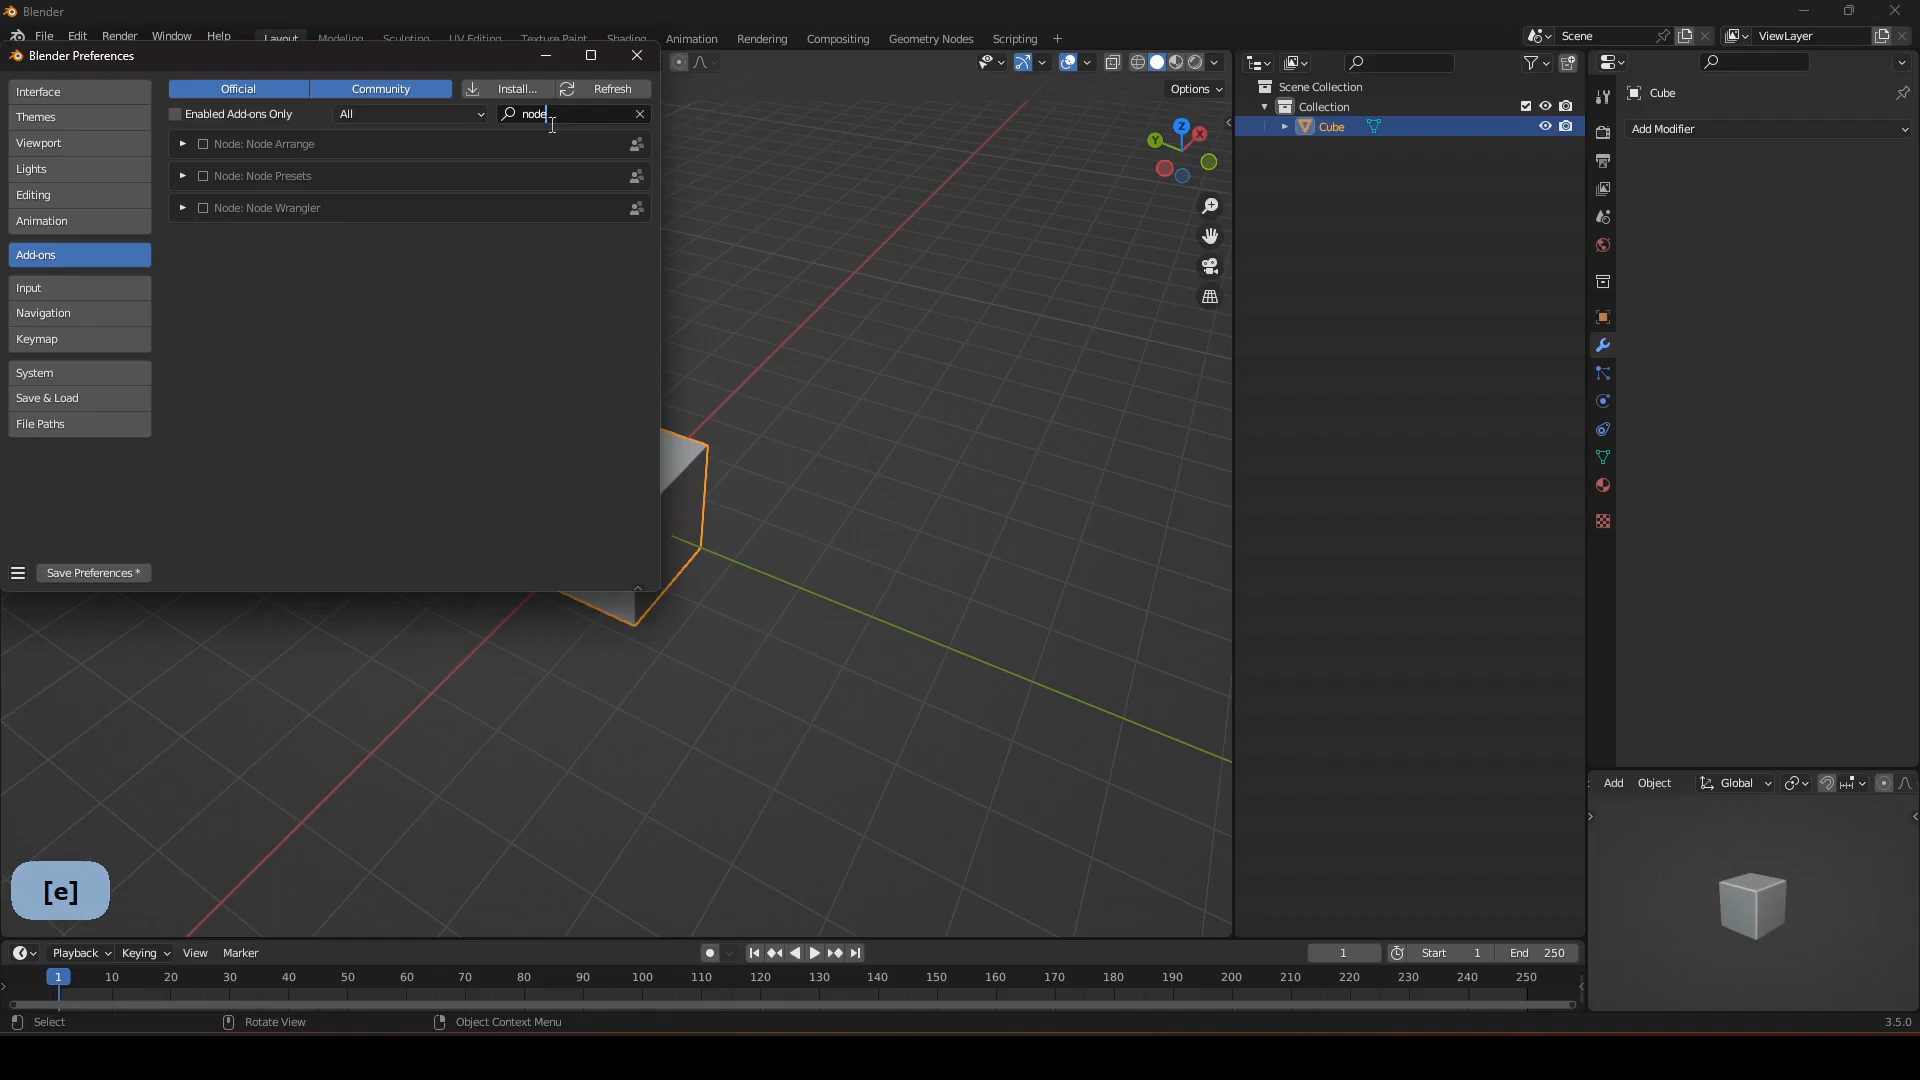 Blender
File Edit Render Window Help Layout Modeling Sculpting UV Editing Texture Paint Shading Animation Rendering Compositing Geometry Nodes Scripting + Scene ViewLayer
Blender Preferences
Interface
Themes
Viewport
Lights
Editing
Animation
Add-ons
Input
Navigation
Keymap
System
Save & Load
File Paths
Save Preferences *
Official Community Install... Refresh
Enabled Add-ons Only All node
Node: Node Arrange
Node: Node Presets
Node: Node Wrangler
Options
Z
X
Y
Scene Collection
Collection
Cube
Cube
Add Modifier
Add Object Global
[e]
Playback Keying View Marker 1 Start 1 End 250
1 10 20 30 40 50 60 70 80 90 100 110 120 130 140 150 160 170 180 190 200 210 220 230 240 250
Select Rotate View Object Context Menu 3.5.0